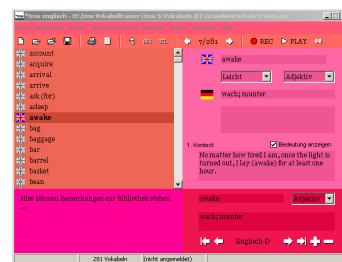 7/281 REC PLAY
account
acquire
arrival
arrive
ask (for)
asleep
awake
bag
baggage
bar
barrel
basket
bean
awake
Leicht Adjektiv
wach; munter
1. Kontext: Bedeutung anzeigen
No matter how tired I am, once the light is
turned out, I lay (awake) for at least one
hour.
Hier können Bemerkungen zur Bibliothek stehen
...
awake Adjektiv
wach; munter
Englisch-D
281 Vokabeln (nicht angemeldet)